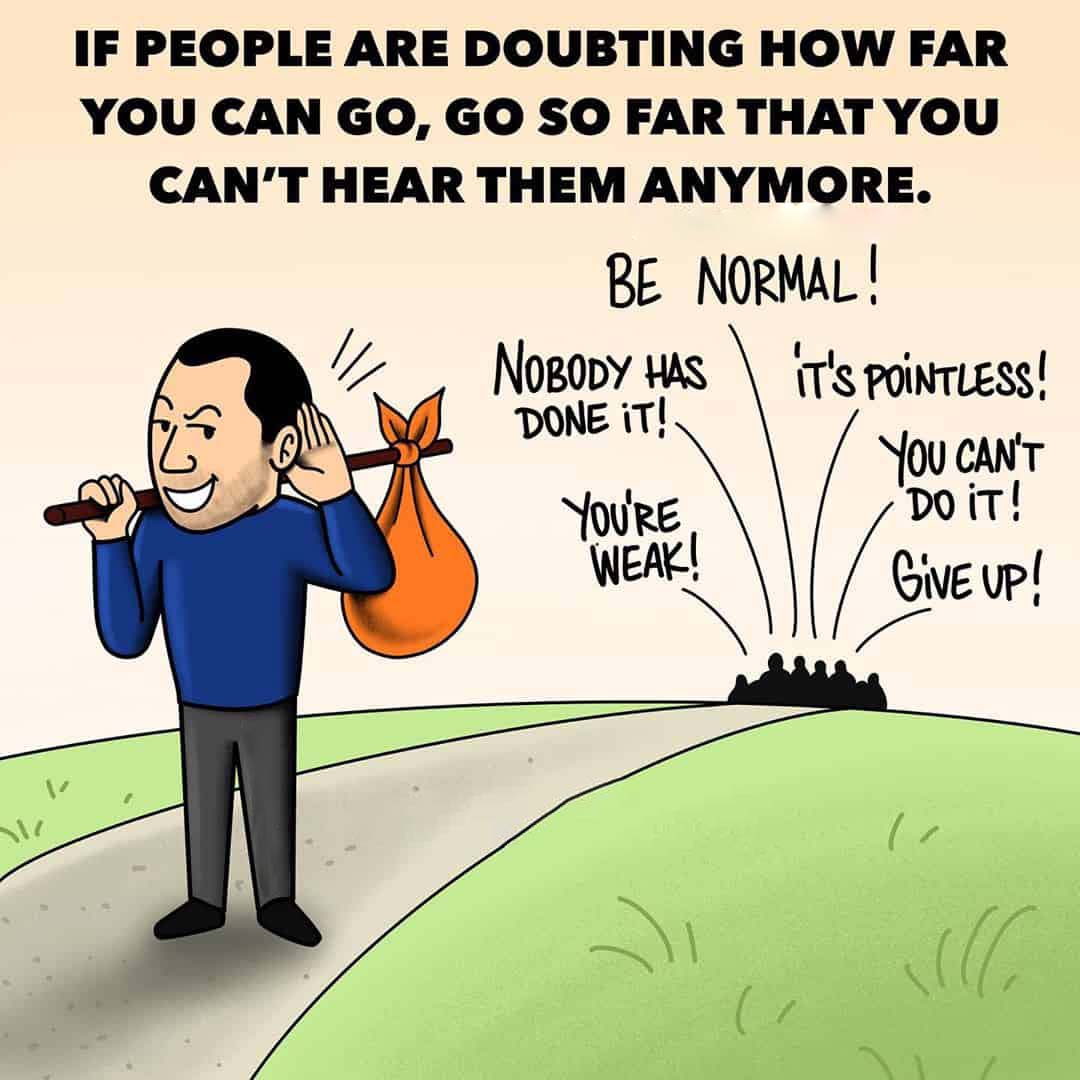 IF PEOPLE ARE DOUBTING HOW FAR
YOU CAN GO, GO SO FAR THAT YOU
CAN'T HEAR THEM ANYMORE.
BE NORMAL!
NOBODY HAS
DONE iT!
iT'S POiNTLESS!
YOU CAN'T
DO iT!
YOU'RE
WEAK!
GiVE UP!